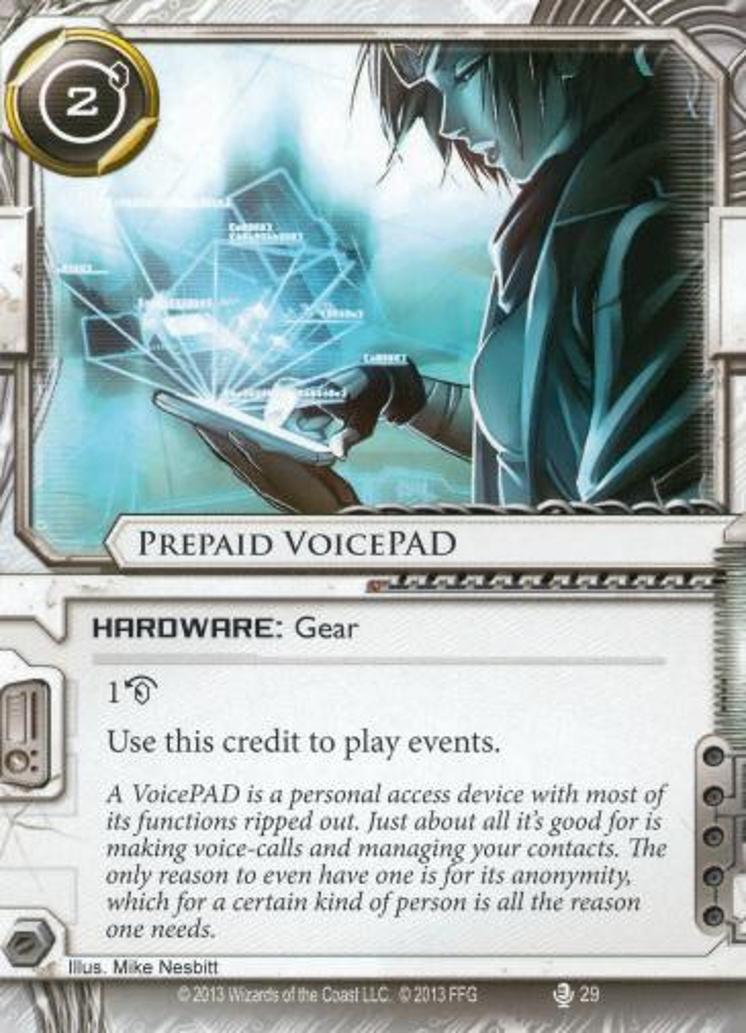 2
PREPAID VOICEPAD
HARDWARE: Gear
1
Use this credit to play events.
A VoicePAD is a personal access device with most of
its functions ripped out. Just about all it's good for is
making voice-calls and managing your contacts. The
only reason to even have one is for its anonymity,
which for a certain kind of person is all the reason
one needs.
Illus. Mike Nesbitt
© 2013 Wizards of the Coast LLC. © 2013 FFG 29